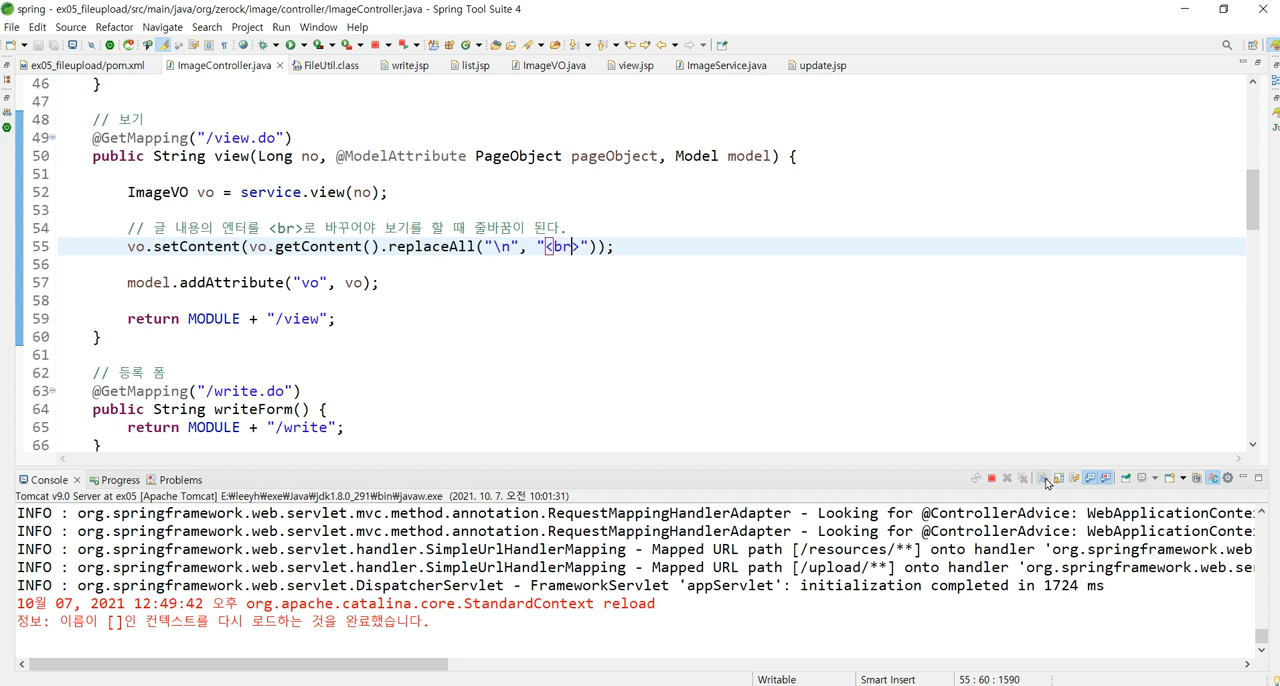 spring - ex05_fileupload/src/main/java/org/zerock/image/controller/ImageController.java - Spring Tool Suite 4
File Edit Source Refactor Navigate Search Project Run Window Help
ex05_fileupload/pom.xml ImageController.java FileUtil.class write.jsp list.jsp ImageVO.java view.jsp ImageService.java update.jsp
46 }
47
48 // 보기
49 @GetMapping("/view.do")
50 public String view(Long no, @ModelAttribute PageObject pageObject, Model model) {
51
52 ImageVO vo = service.view(no);
53
54 // 글 내용의 엔터를 <br>로 바꾸어야 보기를 할 때 줄바꿈이 된다.
55 vo.setContent(vo.getContent().replaceAll("\n", "<br>"));
56
57 model.addAttribute("vo", vo);
58
59 return MODULE + "/view";
60 }
61
62 // 등록 폼
63 @GetMapping("/write.do")
64 public String writeForm() {
65 return MODULE + "/write";
66 }
Console Progress Problems
Tomcat v9.0 Server at ex05 [Apache Tomcat] E:₩leeyh₩exe₩Java₩jdk1.8.0_291₩bin₩javaw.exe (2021. 10. 7. 오전 10:01:31)
INFO : org.springframework.web.servlet.mvc.method.annotation.RequestMappingHandlerAdapter - Looking for @ControllerAdvice: WebApplicationConte
INFO : org.springframework.web.servlet.mvc.method.annotation.RequestMappingHandlerAdapter - Looking for @ControllerAdvice: WebApplicationConte
INFO : org.springframework.web.servlet.handler.SimpleUrlHandlerMapping - Mapped URL path [/resources/**] onto handler 'org.springframework.web
INFO : org.springframework.web.servlet.handler.SimpleUrlHandlerMapping - Mapped URL path [/upload/**] onto handler 'org.springframework.web.se
INFO : org.springframework.web.servlet.DispatcherServlet - FrameworkServlet 'appServlet': initialization completed in 1724 ms
10월 07, 2021 12:49:42 오후 org.apache.catalina.core.StandardContext reload
정보: 이름이 []인 컨텍스트를 다시 로드하는 것을 완료했습니다.
Writable Smart Insert 55 : 60 : 1590